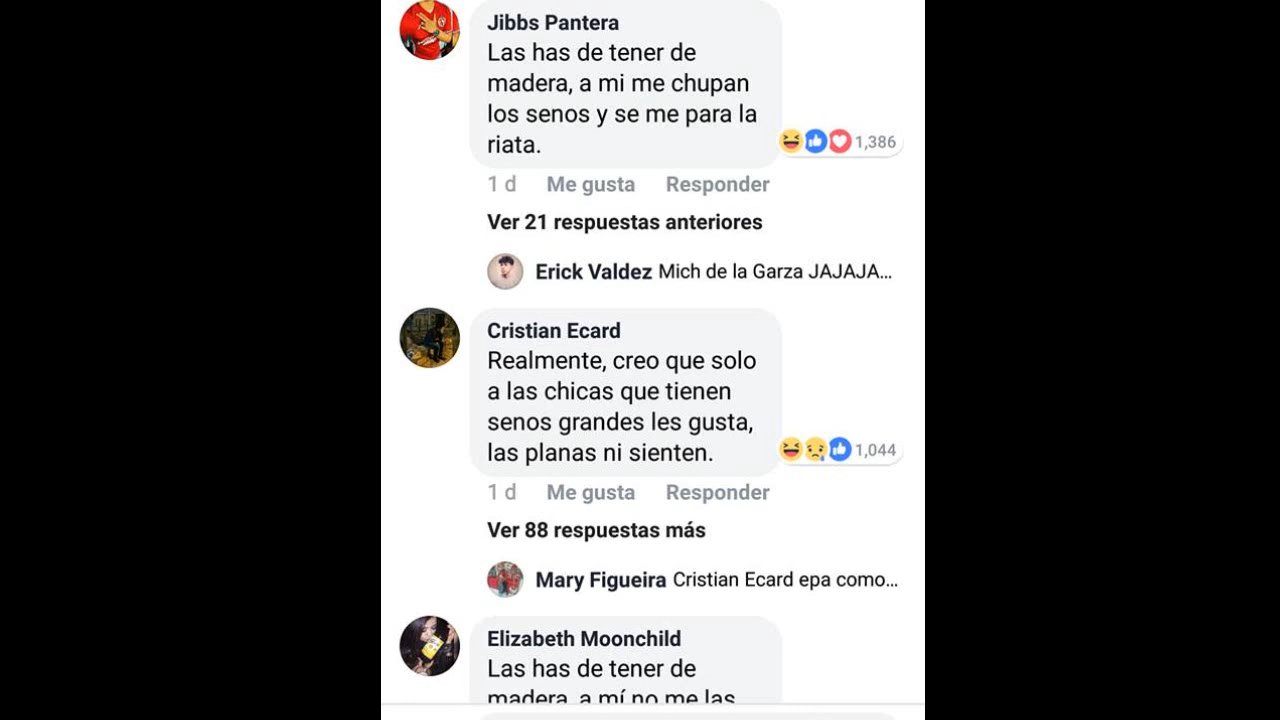 Jibbs Pantera
Las has de tener de
madera, a mi me chupan
los senos y se me para la
riata.
1,386
1 d Me gusta Responder
Ver 21 respuestas anteriores
Erick Valdez Mich de la Garza JAJAJA...
Cristian Ecard
Realmente, creo que solo
a las chicas que tienen
senos grandes les gusta,
las planas ni sienten.
1,044
1 d Me gusta Responder
Ver 88 respuestas más
Mary Figueira Cristian Ecard epa como...
Elizabeth Moonchild
Las has de tener de
madera, a mí no me las